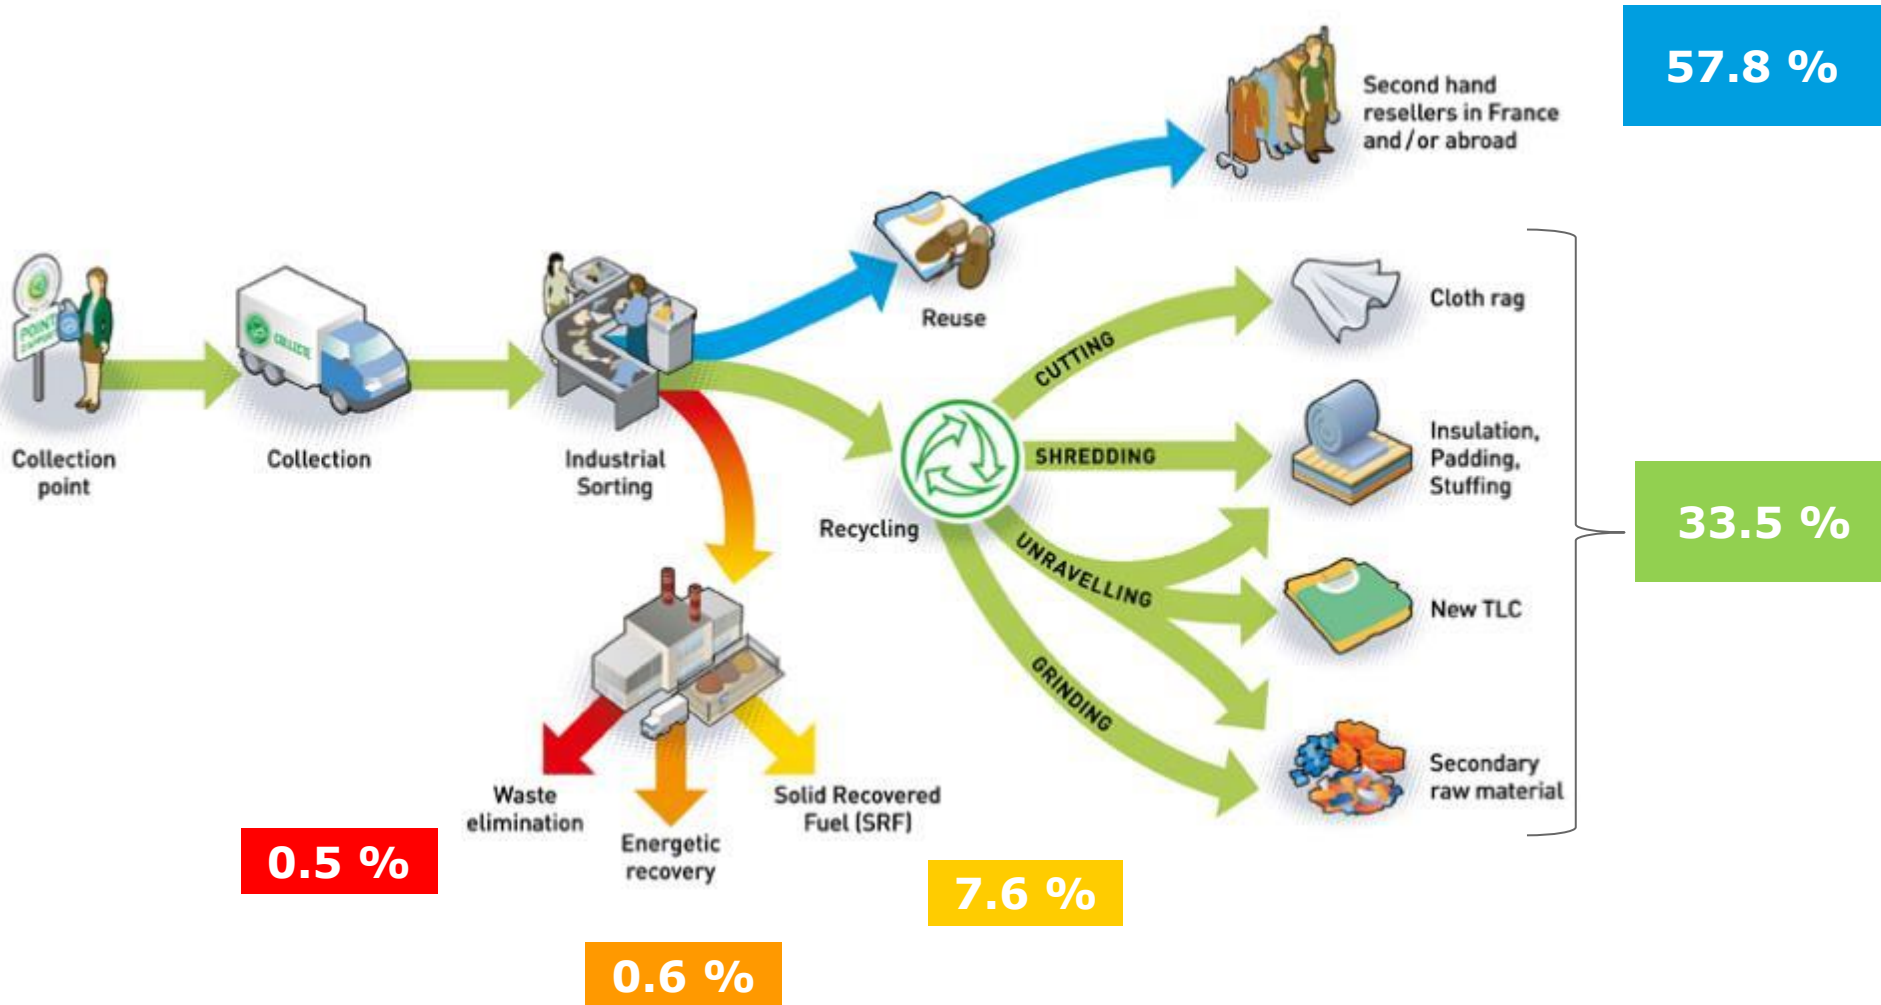 57.8 %
Second hand
resellers in France
and / or abroad
Reuse
CUTTING
Cloth rag
POINT
COLLECTE
SHREDDING
Insulation,
Padding,
Stuffing
Collection
point
Collection
Industrial
Sorting
Recycling
33.5 %
UNRAVELLING
New TLC
GRINDING
Secondary
raw material
Waste
elimination
Energetic
recovery
Solid Recovered
Fuel (SRF)
0.5 %
7.6 %
0.6 %